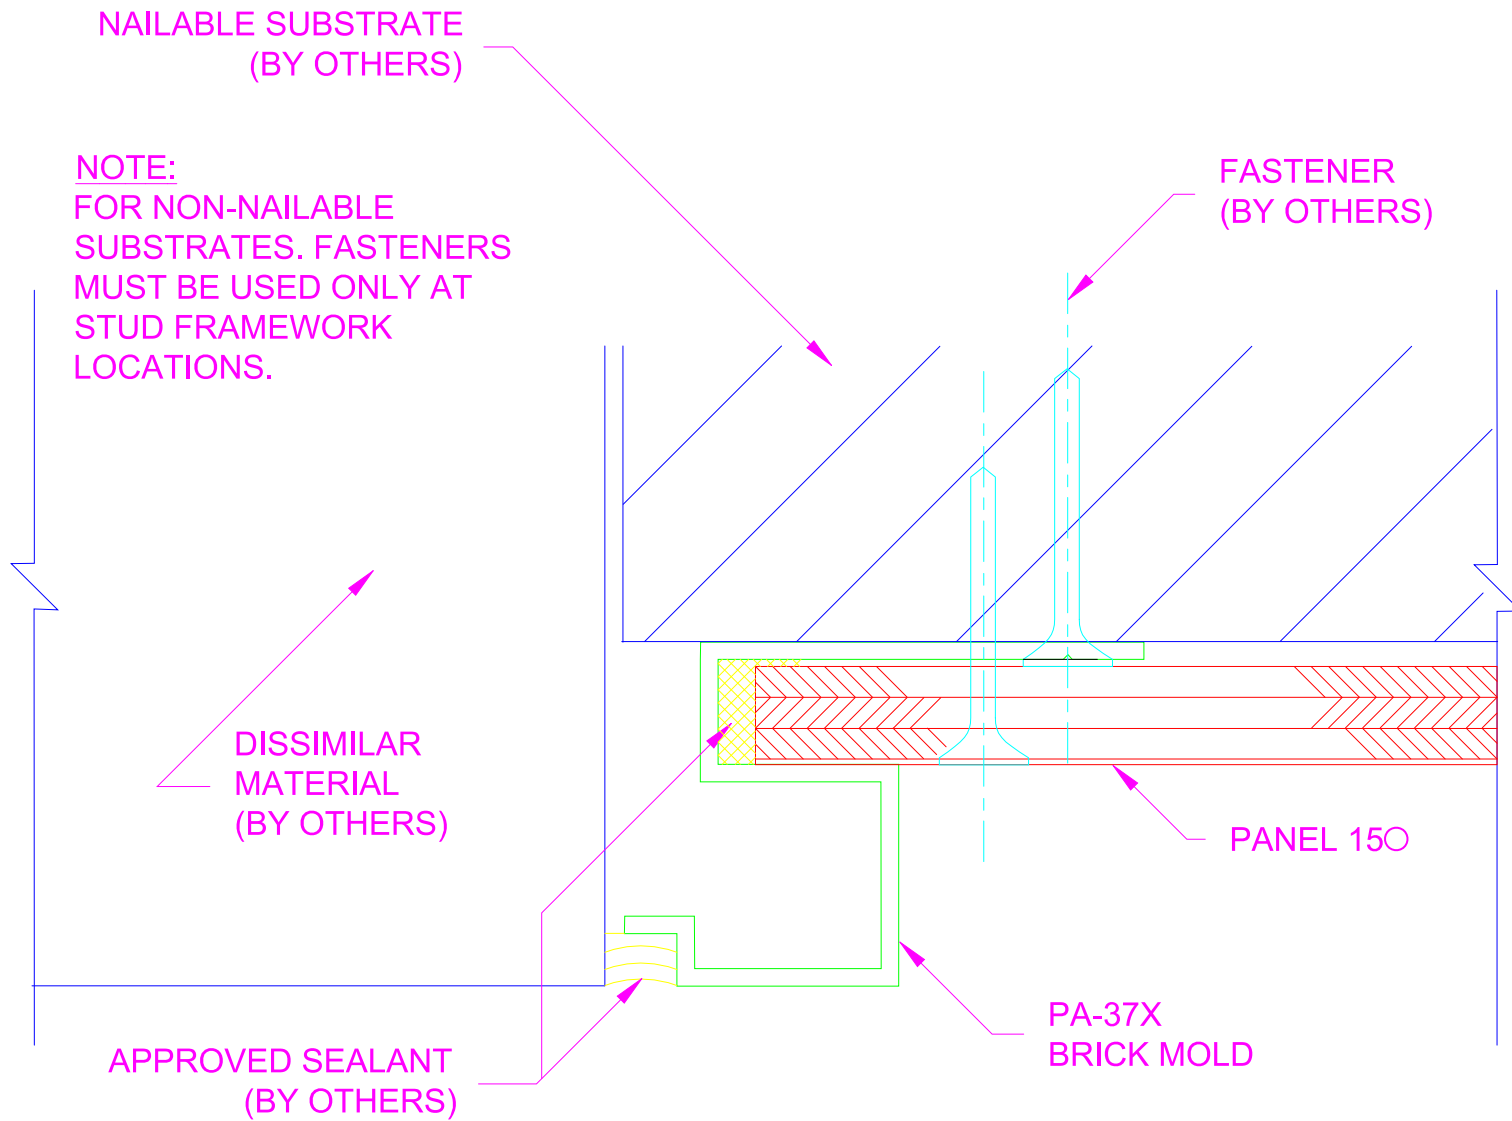 NAILABLE SUBSTRATE
(BY OTHERS)
NOTE:
FOR NON-NAILABLE
SUBSTRATES. FASTENERS
MUST BE USED ONLY AT
STUD FRAMEWORK
LOCATIONS.
FASTENER
(BY OTHERS)
DISSIMILAR
MATERIAL
(BY OTHERS)
PANEL 15○
PA-37X
BRICK MOLD
APPROVED SEALANT
(BY OTHERS)